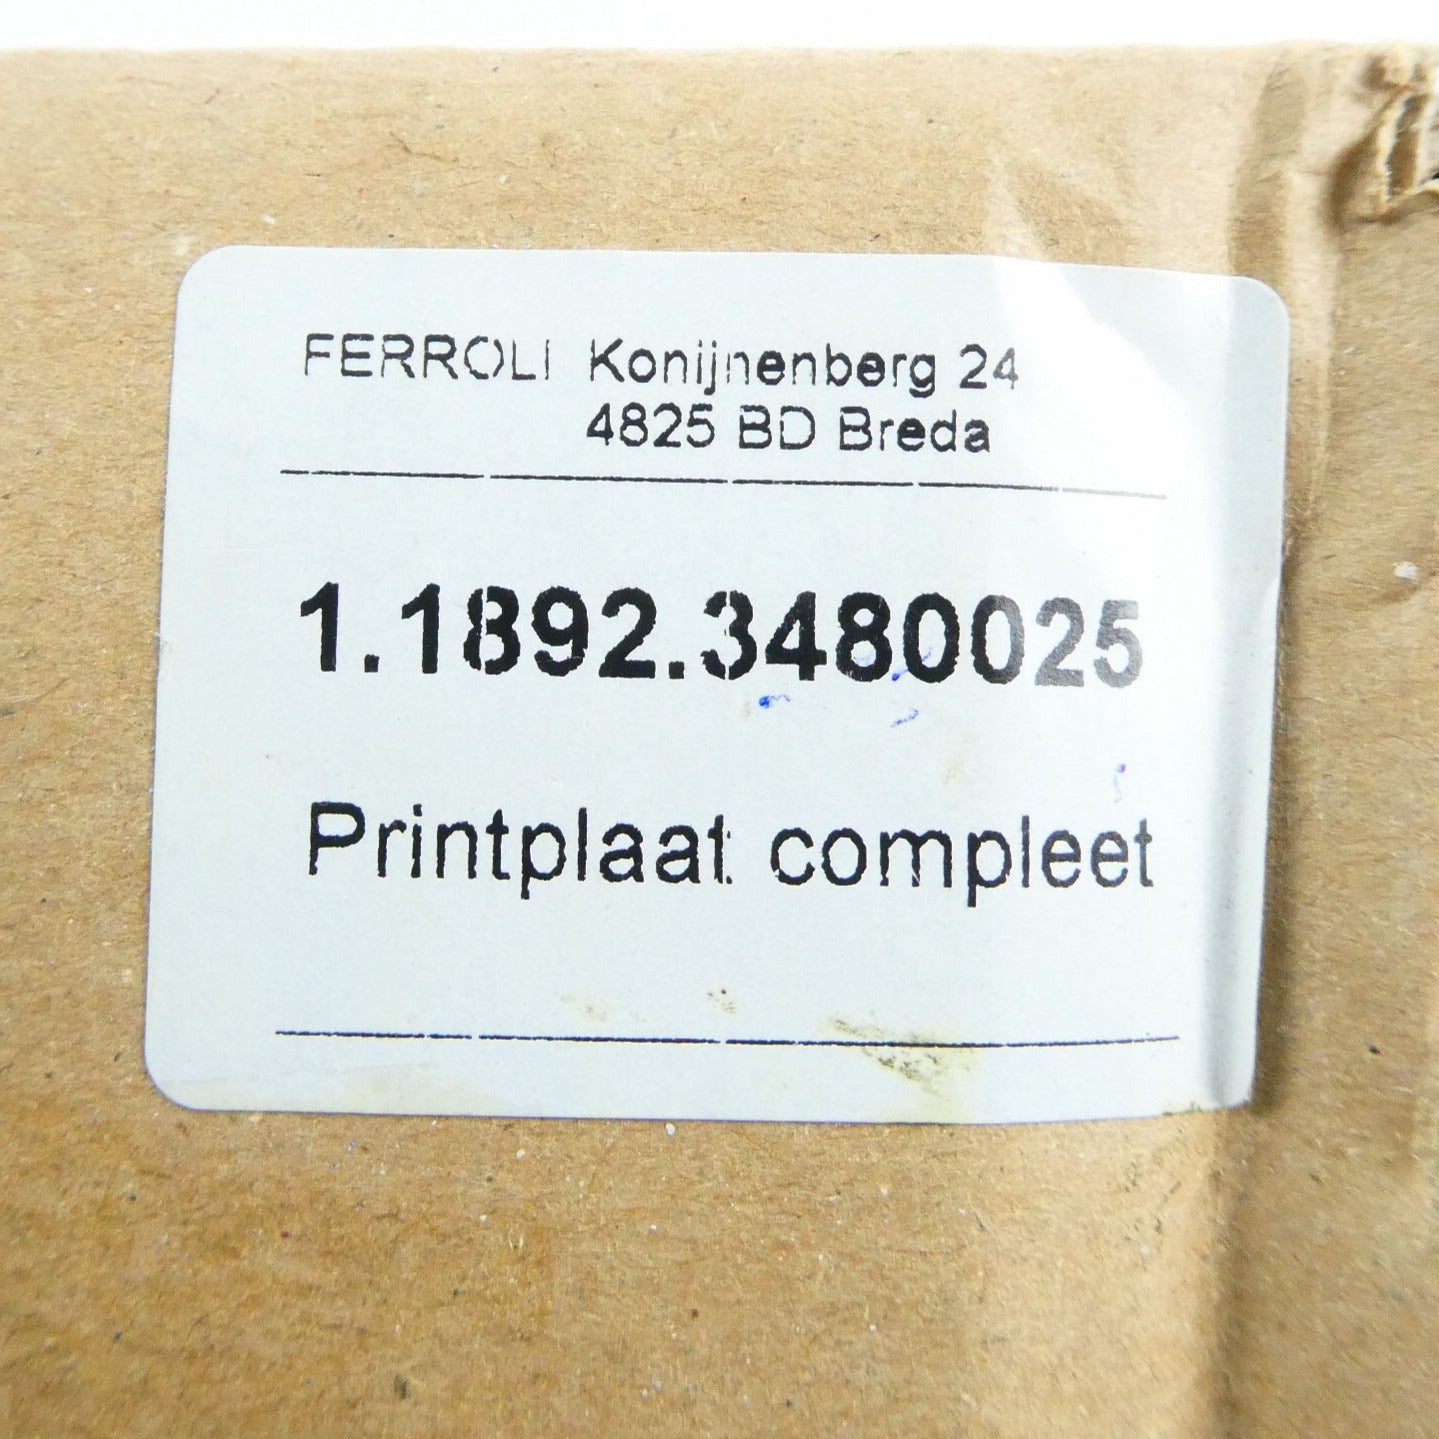 FERROLI Konijnenberg 24
4825 BD Breda
1.1892.3480025
Printplaat compleet